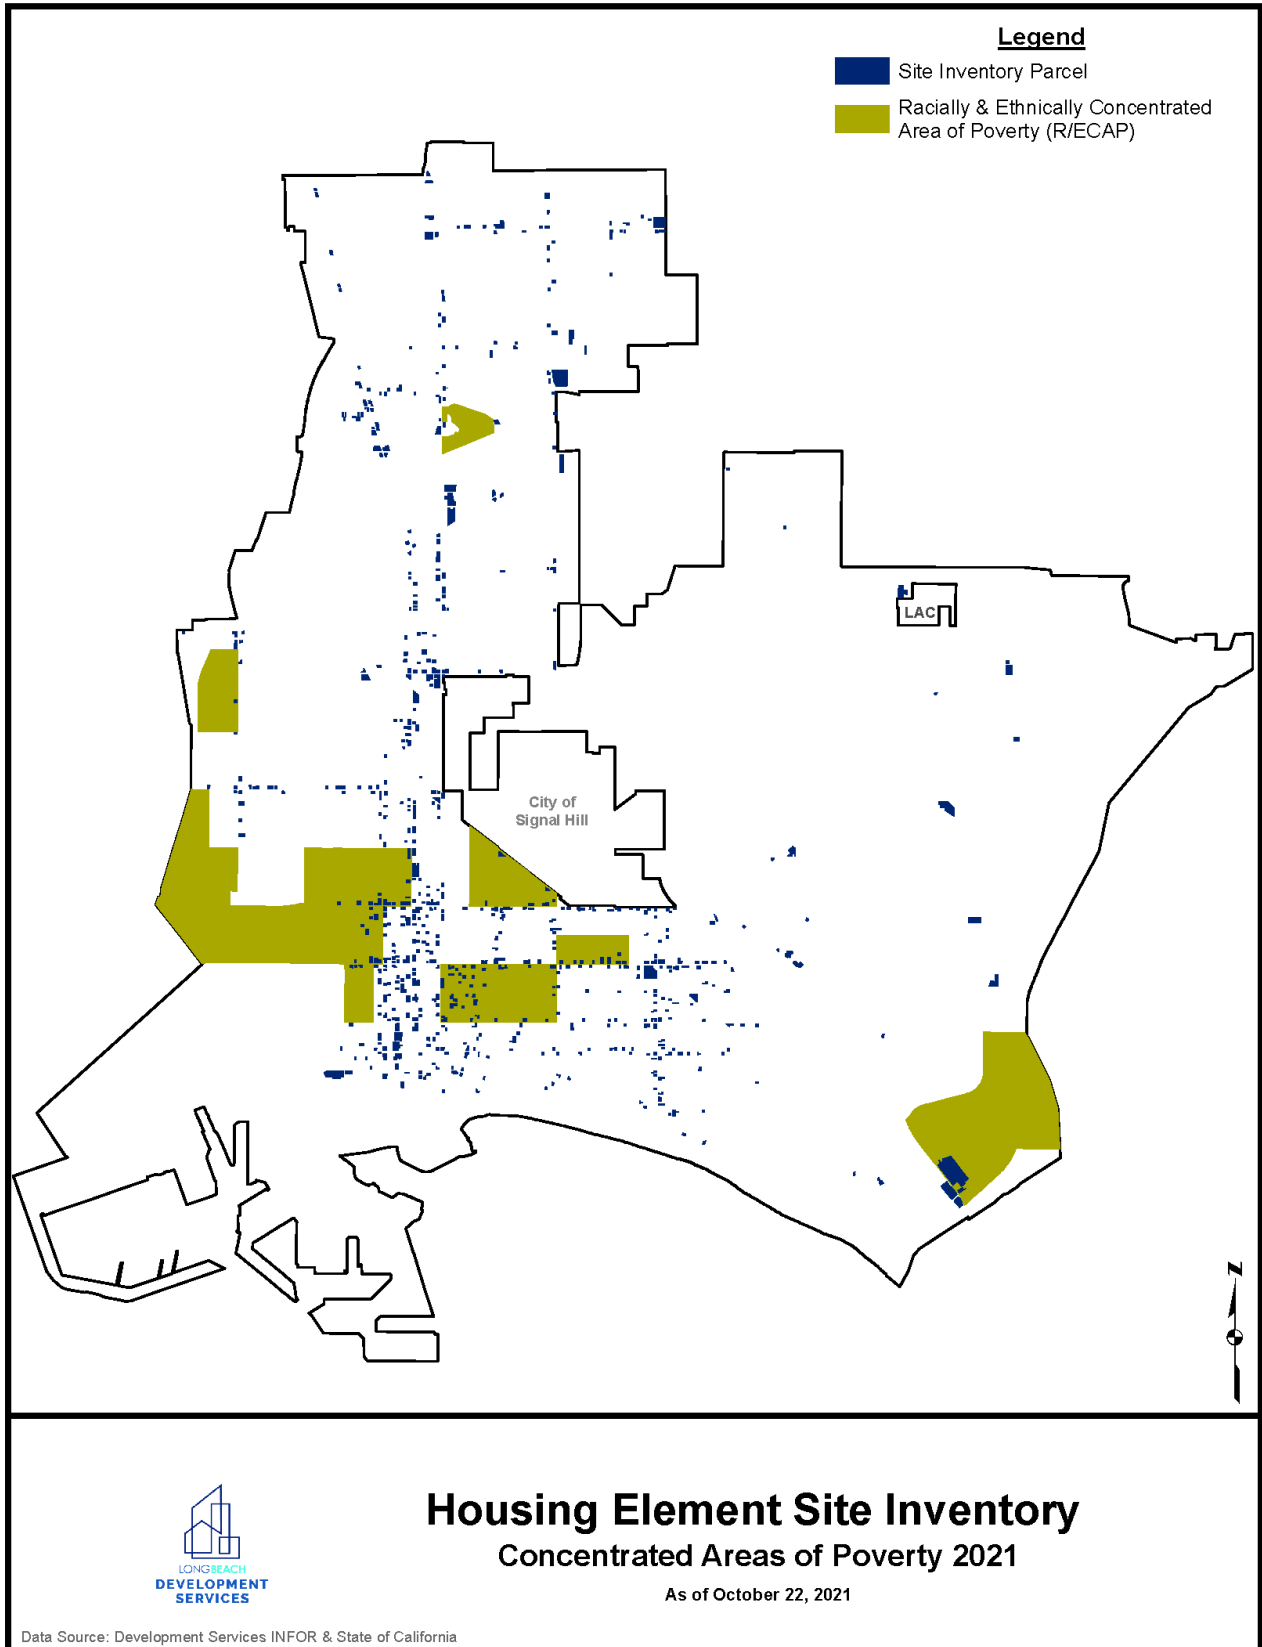 Legend
Site Inventory Parcel
Racially & Ethnically Concentrated
Area of Poverty (R/ECAP)
LAC
City of
Signal Hill
Z
Housing Element Site Inventory
Concentrated Areas of Poverty 2021
As of October 22, 2021
LONGBEACH
DEVELOPMENT
SERVICES
Data Source: Development Services INFOR & State of California